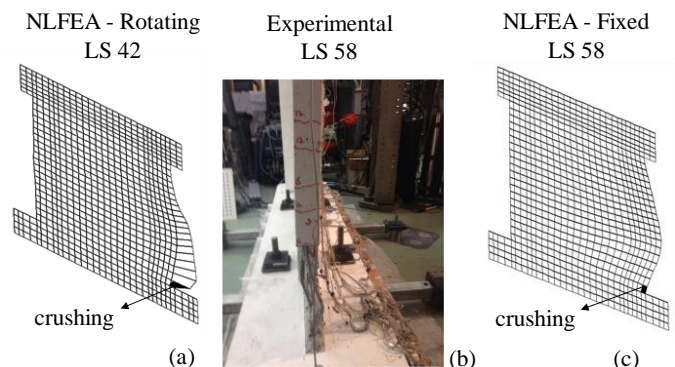 NLFEA - Rotating
LS 42
Experimental
LS 58
NLFEA - Fixed
LS 58
crushing
(a)
(b)
crushing
(c)